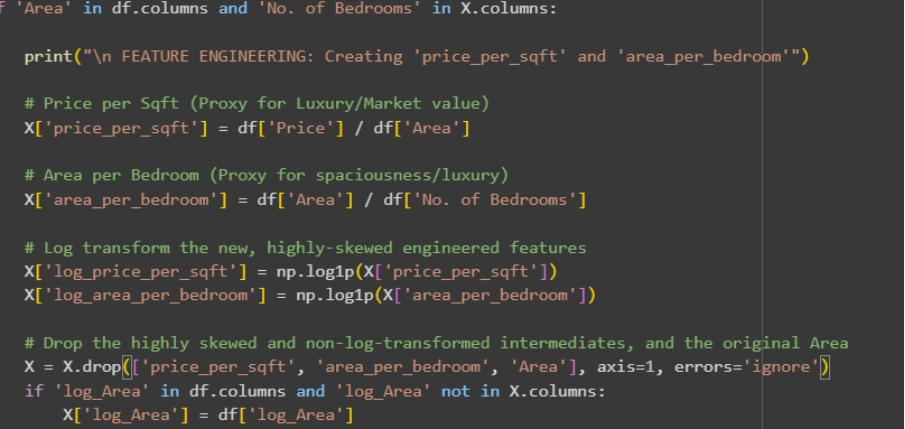 f 'Area' in df.columns and 'No. of Bedrooms' in X.columns:
print("\n FEATURE ENGINEERING: Creating 'price_per_sqft' and 'area_per_bedroom'")
# Price per Sqft (Proxy for Luxury/Market value)
X['price_per_sqft'] = df['Price'] / df['Area']
# Area per Bedroom (Proxy for spaciousness/luxury)
X['area_per_bedroom'] = df['Area'] / df['No. of Bedrooms']
# Log transform the new, highly-skewed engineered features
X['log_price_per_sqft'] = np.log1p(X['price_per_sqft'])
X['log_area_per_bedroom'] = np.log1p(X['area_per_bedroom'])
# Drop the highly skewed and non-log-transformed intermediates, and the original Area
X = X.drop(['price_per_sqft', 'area_per_bedroom', 'Area'], axis=1, errors='ignore')
if 'log_Area' in df.columns and 'log_Area' not in X.columns:
X['log_Area'] = df['log_Area']